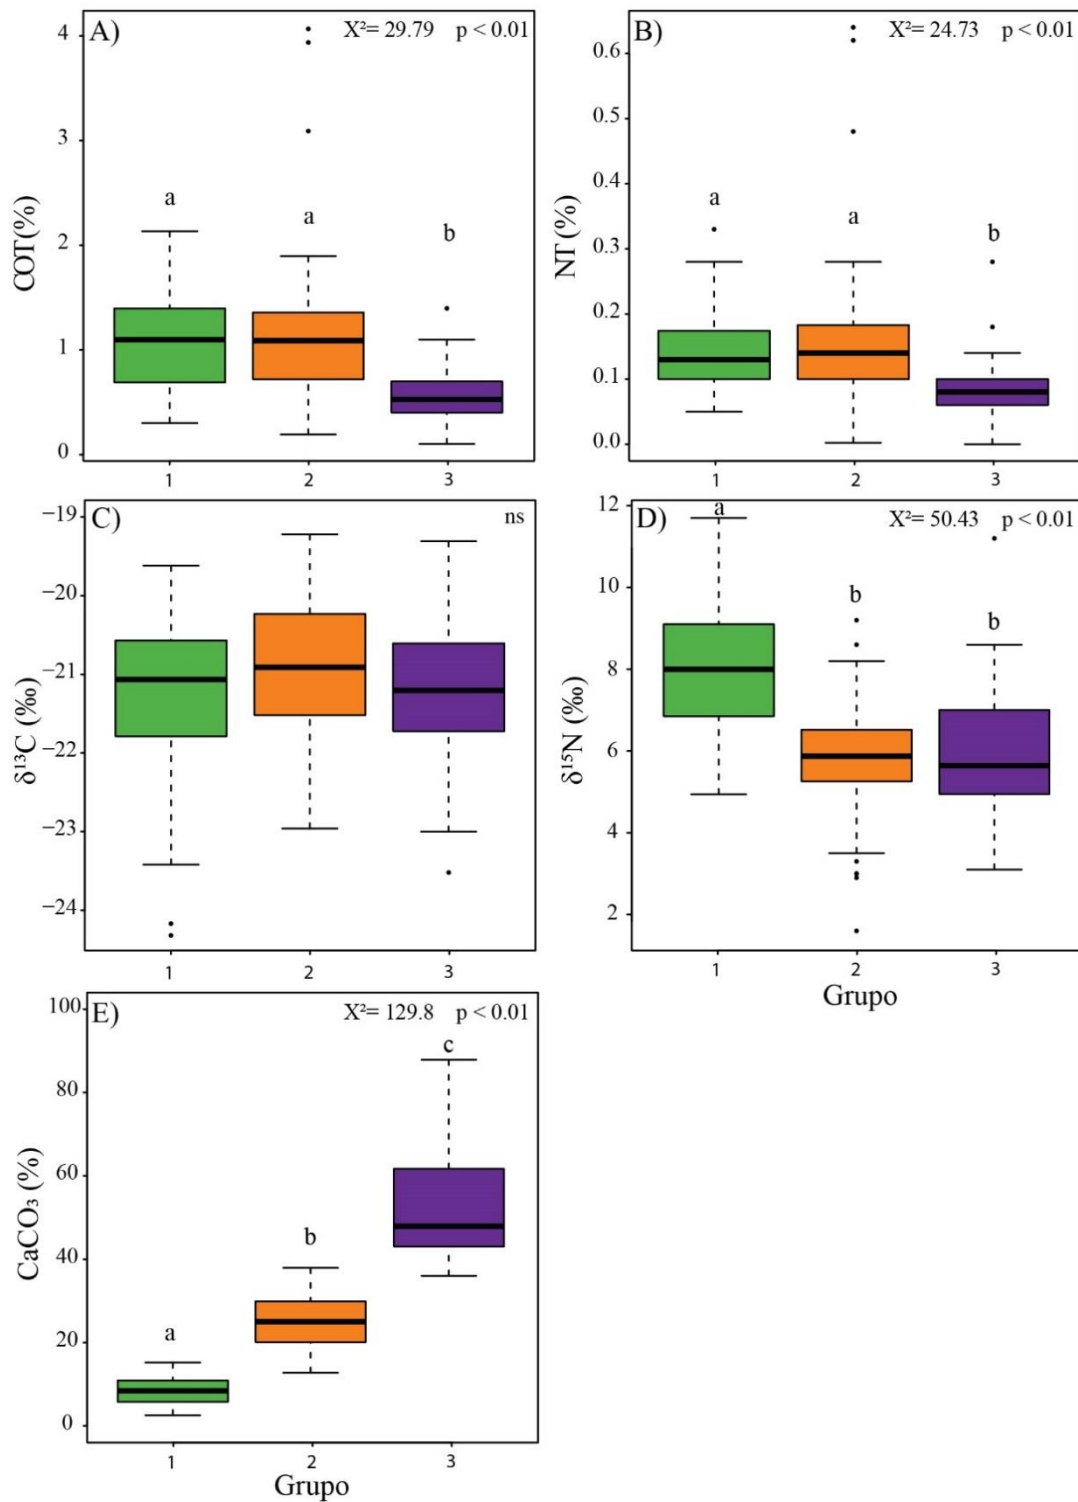 A) X²= 29.79 p < 0.01
4
3
2
1
0
COT(%)
a
a
b
1 2 3
B) X²= 24.73 p < 0.01
0.6
0.5
0.4
0.3
0.2
0.1
0.0
NT (%)
a
a
b
1 2 3
C) ns
−19
−20
−21
−22
−23
−24
δ¹³C (‰)
1 2 3
D) X²= 50.43 p < 0.01
12
10
8
6
4
2
δ¹⁵N (‰)
a
b
b
1 2 3
Grupo
E) X²= 129.8 p < 0.01
100
80
60
40
20
0
CaCO₃ (%)
a
b
c
1 2 3
Grupo